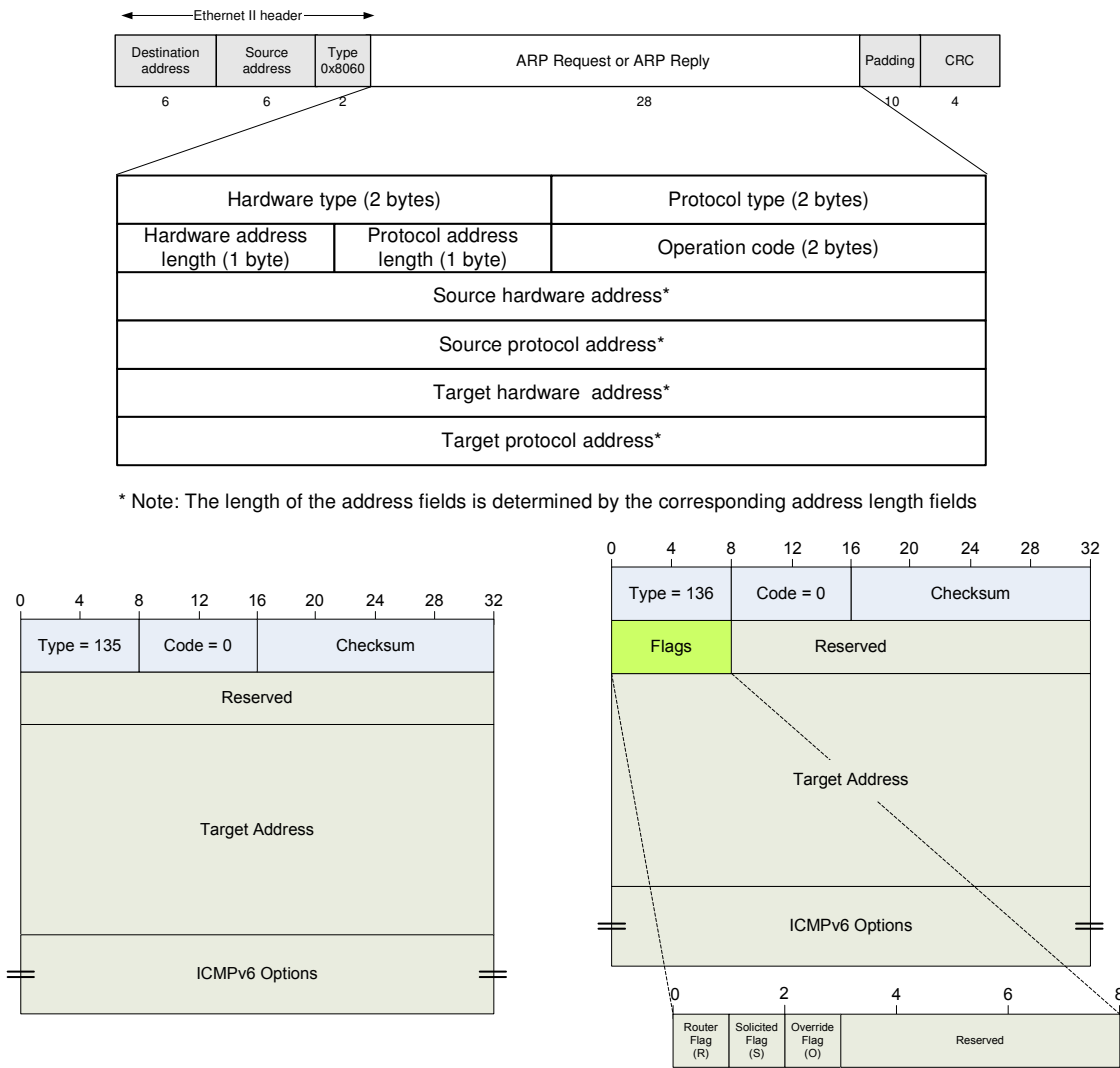 Ethernet II header
Destination address
Source address
Type 0x8060
ARP Request or ARP Reply
Padding
CRC
6
6
2
28
10
4
Hardware type (2 bytes)
Protocol type (2 bytes)
Hardware address length (1 byte)
Protocol address length (1 byte)
Operation code (2 bytes)
Source hardware address*
Source protocol address*
Target hardware address*
Target protocol address*
* Note: The length of the address fields is determined by the corresponding address length fields
0 4 8 12 16 20 24 28 32
Type = 135
Code = 0
Checksum
Reserved
Target Address
ICMPv6 Options
0 4 8 12 16 20 24 28 32
Type = 136
Code = 0
Checksum
Flags
Reserved
Target Address
ICMPv6 Options
0 2 4 6 8
Router Flag (R)
Solicited Flag (S)
Override Flag (O)
Reserved